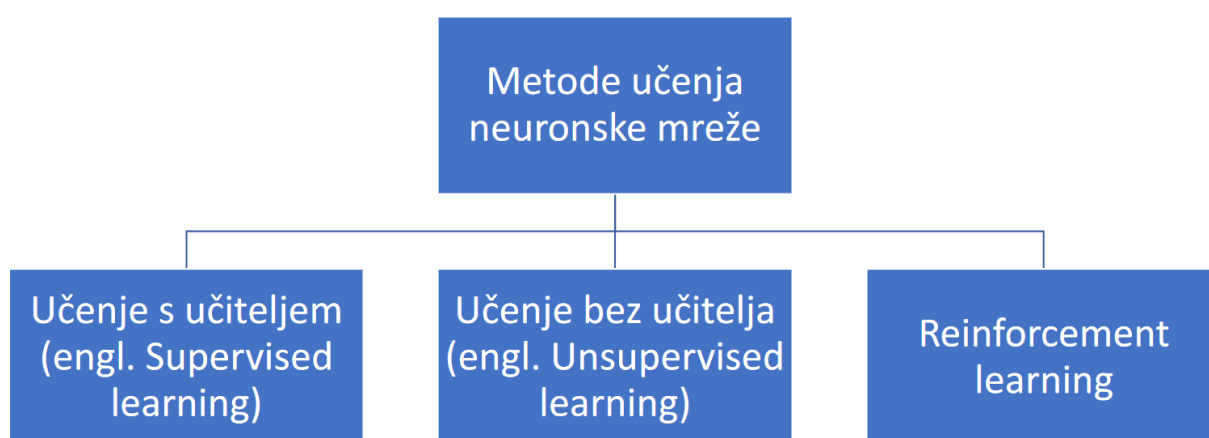 Metode učenja
neuronske mreže
Učenje s učiteljem
(engl. Supervised
learning)
Učenje bez učitelja
(engl. Unsupervised
learning)
Reinforcement
learning